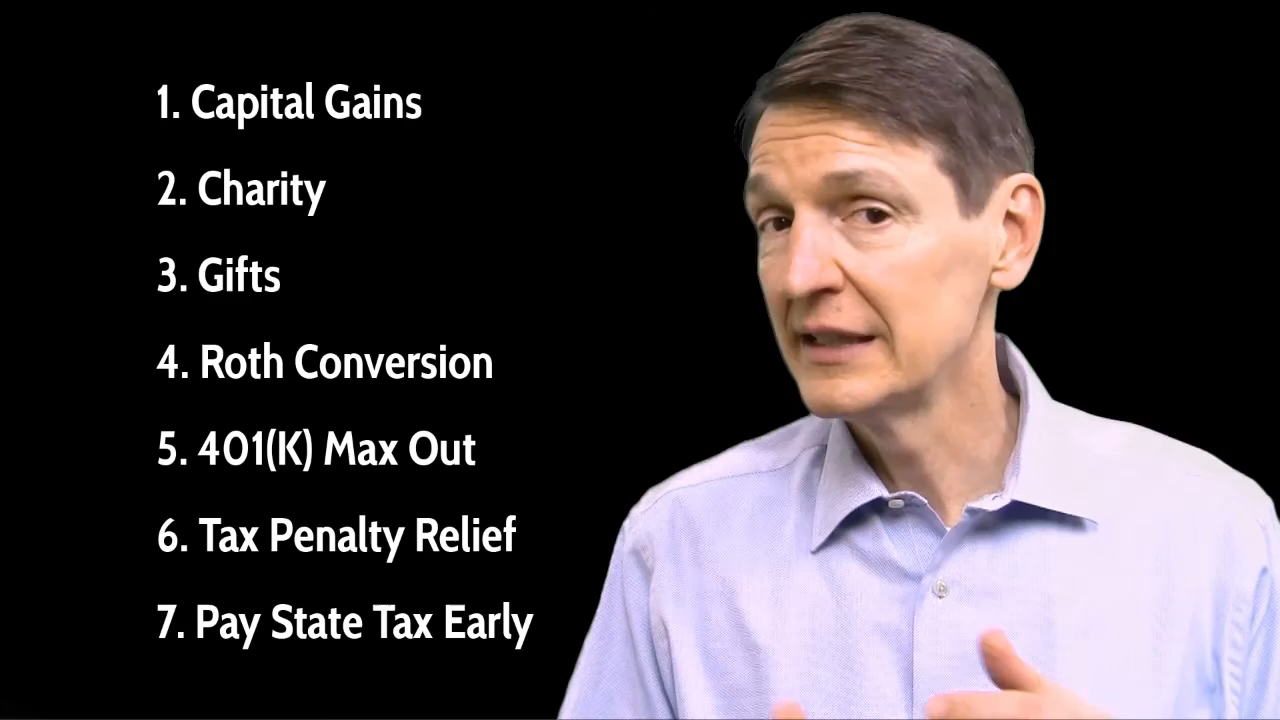 1. Capital Gains
2. Charity
3. Gifts
4. Roth Conversion
5. 401(K) Max Out
6. Tax Penalty Relief
7. Pay State Tax Early